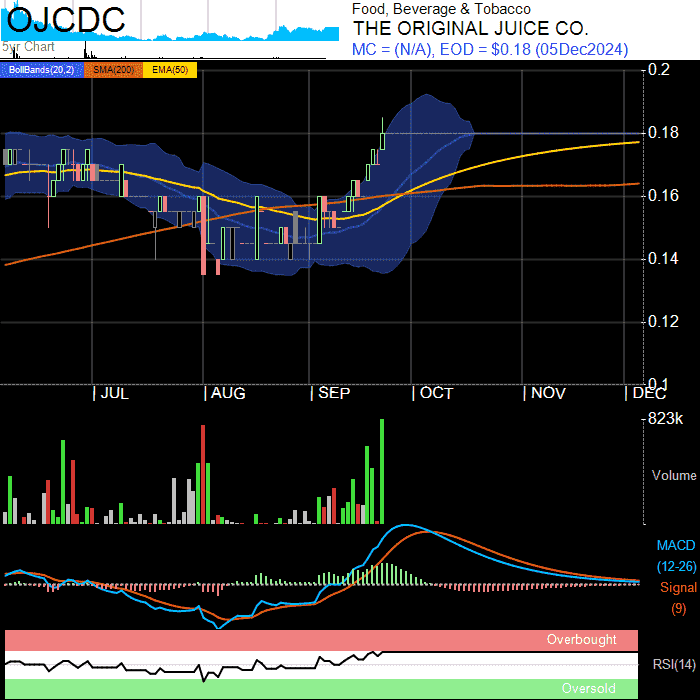 OJCDC
5yr Chart
Food, Beverage & Tobacco
THE ORIGINAL JUICE CO.
MC = (N/A), EOD = $0.18 (05Dec2024)
BollBands(20,2) SMA(200) EMA(50)
0.2
0.18
0.16
0.14
0.12
0.1
JUL AUG SEP OCT NOV DEC
823k
Volume
MACD
(12-26)
Signal
(9)
Overbought
RSI(14)
Oversold